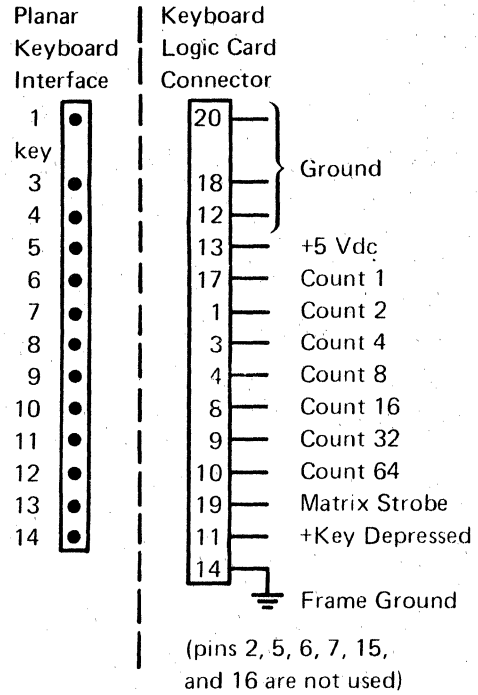 Planar Keyboard Interface
Keyboard Logic Card Connector
1
key
3
4
5
6
7
8
9
10
11
12
13
14
20
18
12
Ground
13 +5 Vdc
17 Count 1
1 Count 2
3 Count 4
4 Count 8
8 Count 16
9 Count 32
10 Count 64
19 Matrix Strobe
11 +Key Depressed
14
Frame Ground
(pins 2, 5, 6, 7, 15,
and 16 are not used)